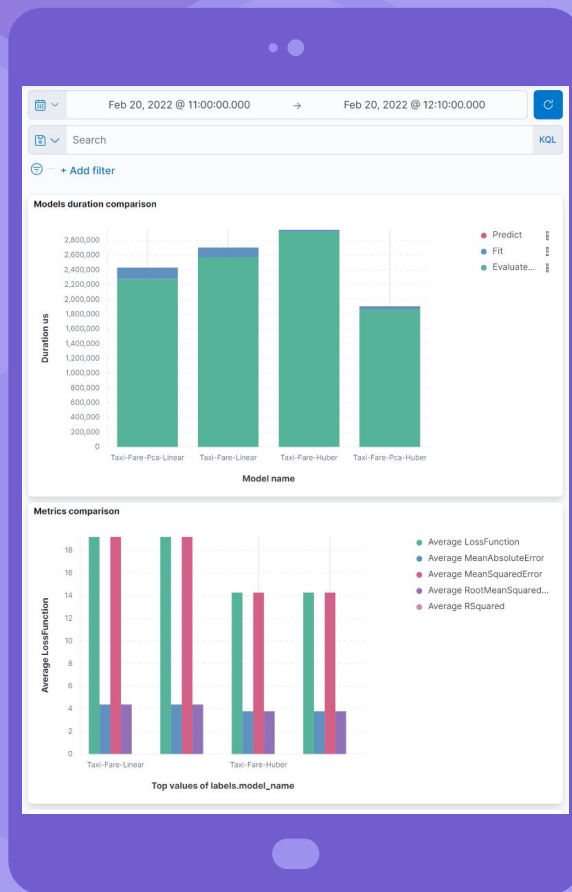 Feb 20, 2022 @ 11:00:00.000 → Feb 20, 2022 @ 12:10:00.000
Search KQL
+ Add filter
Models duration comparison
Predict
Fit
Evaluate...
2,800,000
2,600,000
2,400,000
2,200,000
2,000,000
1,800,000
1,600,000
1,400,000
1,200,000
1,000,000
800,000
600,000
400,000
200,000
0
Duration us
Taxi-Fare-Pca-Linear Taxi-Fare-Linear Taxi-Fare-Huber Taxi-Fare-Pca-Huber
Model name
Metrics comparison
Average LossFunction
Average MeanAbsoluteError
Average MeanSquaredError
Average RootMeanSquared...
Average RSquared
18
16
14
12
10
8
6
4
2
0
Average LossFunction
Taxi-Fare-Linear Taxi-Fare-Huber
Top values of labels.model_name